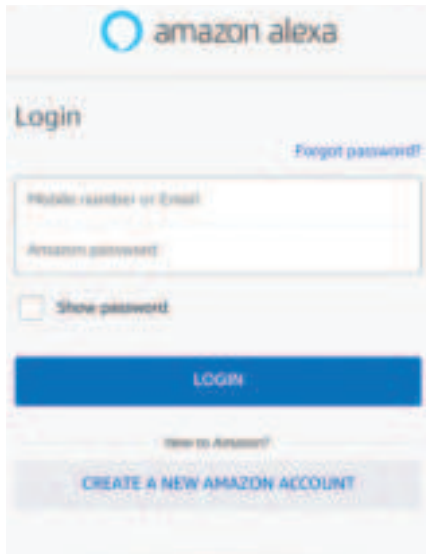 amazon alexa
Login
Forgot password?
Mobile number or Email
Amazon password
Show password
LOGIN
New to Amazon?
CREATE A NEW AMAZON ACCOUNT